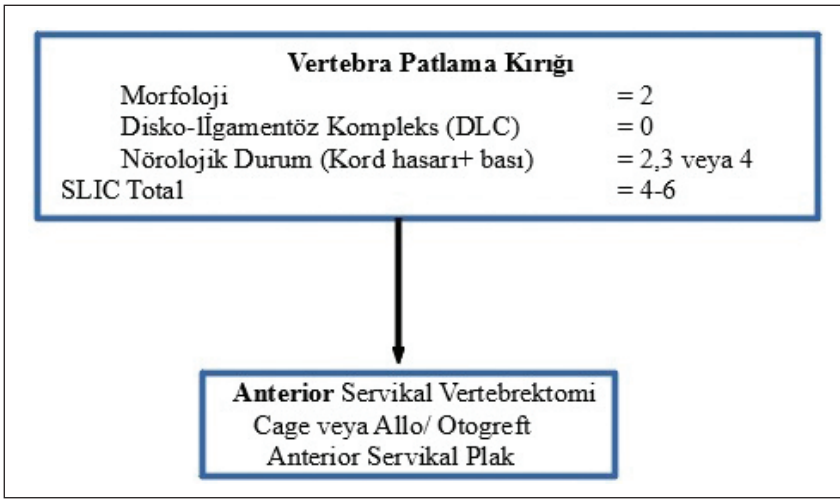 Vertebra Patlama Kırığı
Morfoloji = 2
Disko-lİgamentöz Kompleks (DLC) = 0
Nörolojik Durum (Kord hasarı+ bası) = 2,3 veya 4
SLIC Total = 4-6
Anterior Servikal Vertebrektomi
Cage veya Allo/ Otogreft
Anterior Servikal Plak